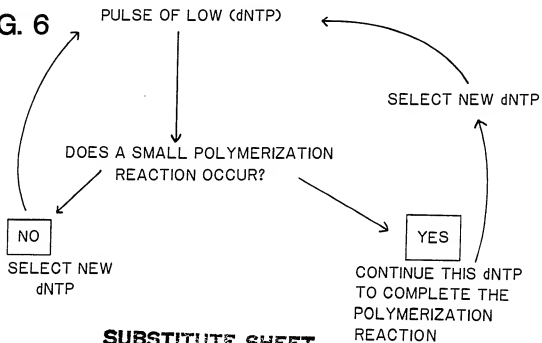 G. 6
PULSE OF LOW (dNTP)
SELECT NEW dNTP
DOES A SMALL POLYMERIZATION
REACTION OCCUR?
NO
SELECT NEW
dNTP
YES
CONTINUE THIS dNTP
TO COMPLETE THE
POLYMERIZATION
REACTION
SUBSTITUTE SHEET